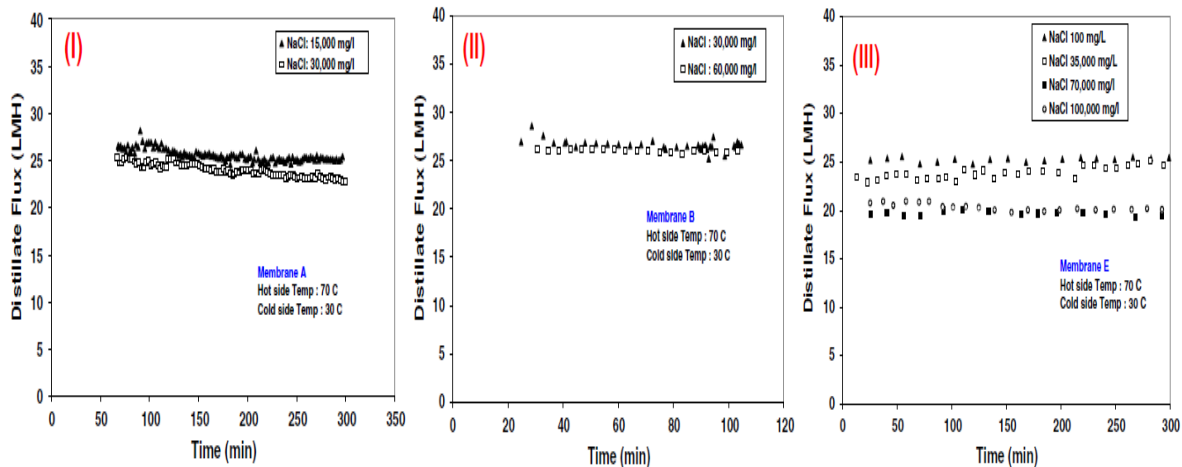 (I)
NaCl: 15,000 mg/l
NaCl: 30,000 mg/l
Membrane A
Hot side Temp : 70 C
Cold side Temp : 30 C
Distillate Flux (LMH)
40
35
30
25
20
15
10
5
0
0 50 100 150 200 250 300 350
Time (min)
(II)
NaCl : 30,000 mg/l
NaCl : 60,000 mg/l
Membrane B
Hot side Temp : 70 C
Cold side Temp : 30 C
Distillate Flux (LMH)
40
35
30
25
20
15
10
5
0
0 20 40 60 80 100 120
Time (min)
(III)
NaCl 100 mg/L
NaCl 35,000 mg/L
NaCl 70,000 mg/l
NaCl 100,000 mg/l
Membrane E
Hot side Temp : 70 C
Cold side Temp : 30 C
Distillate Flux (LMH)
40
35
30
25
20
15
10
5
0
0 50 100 150 200 250 300
Time (min)